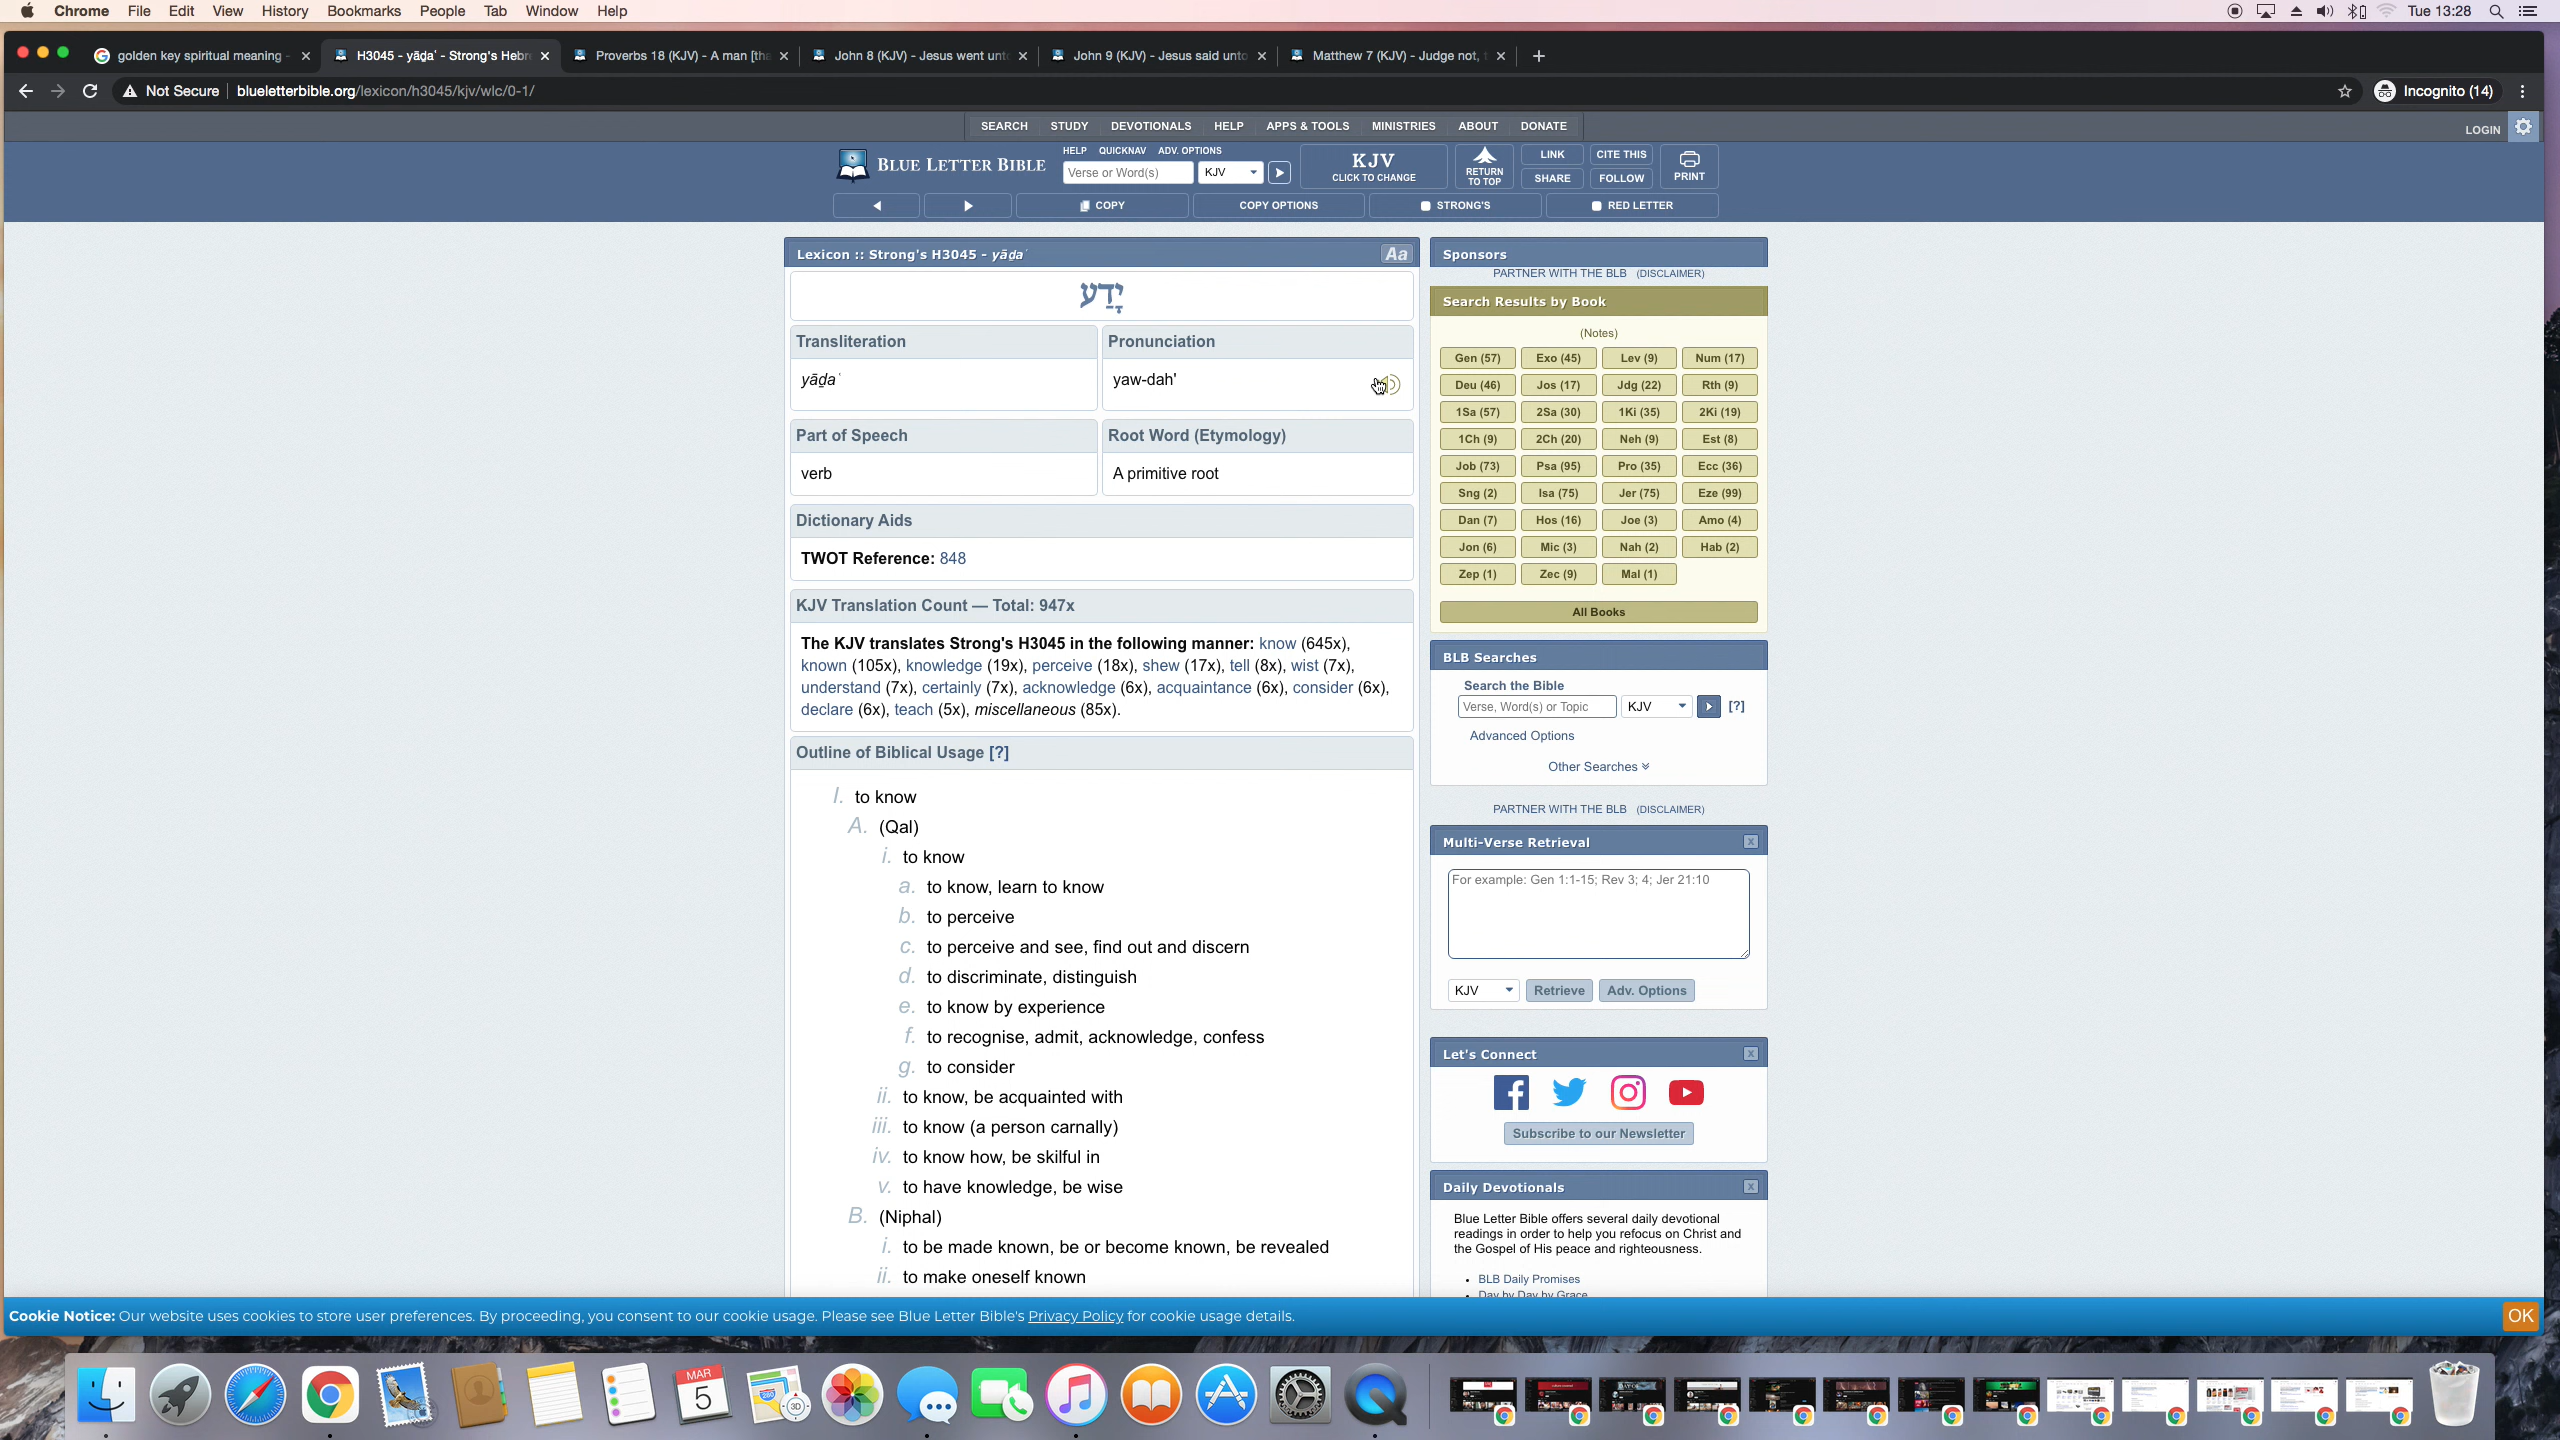 Chrome File Edit View History Bookmarks People Tab Window Help
Tue 13:28
golden key spiritual meaning -
H3045 - yāḏaʿ - Strong's Hebr
Proverbs 18 (KJV) - A man [the
John 8 (KJV) - Jesus went unto
John 9 (KJV) - Jesus said unto
Matthew 7 (KJV) - Judge not, t
Not Secure blueletterbible.org/lexicon/h3045/kjv/wlc/0-1/
Incognito (14)
SEARCH STUDY DEVOTIONALS HELP APPS & TOOLS MINISTRIES ABOUT DONATE
LOGIN
BLUE LETTER BIBLE
HELP QUICKNAV ADV. OPTIONS
Verse or Word(s) KJV
KJV
CLICK TO CHANGE
RETURN
TO TOP
LINK CITE THIS
SHARE FOLLOW
PRINT
COPY COPY OPTIONS STRONG'S RED LETTER
Lexicon :: Strong's H3045 - yāḏaʿ Aa
יָדַע
Transliteration
yāḏaʿ
Pronunciation
yaw-dah'
Part of Speech
verb
Root Word (Etymology)
A primitive root
Dictionary Aids
TWOT Reference: 848
KJV Translation Count — Total: 947x
The KJV translates Strong's H3045 in the following manner: know (645x),
known (105x), knowledge (19x), perceive (18x), shew (17x), tell (8x), wist (7x),
understand (7x), certainly (7x), acknowledge (6x), acquaintance (6x), consider (6x),
declare (6x), teach (5x), miscellaneous (85x).
Outline of Biblical Usage [?]
I. to know
A. (Qal)
i. to know
a. to know, learn to know
b. to perceive
c. to perceive and see, find out and discern
d. to discriminate, distinguish
e. to know by experience
f. to recognise, admit, acknowledge, confess
g. to consider
ii. to know, be acquainted with
iii. to know (a person carnally)
iv. to know how, be skilful in
v. to have knowledge, be wise
B. (Niphal)
i. to be made known, be or become known, be revealed
ii. to make oneself known
Sponsors
PARTNER WITH THE BLB (DISCLAIMER)
Search Results by Book
(Notes)
Gen (57) Exo (45) Lev (9) Num (17)
Deu (46) Jos (17) Jdg (22) Rth (9)
1Sa (57) 2Sa (30) 1Ki (35) 2Ki (19)
1Ch (9) 2Ch (20) Neh (9) Est (8)
Job (73) Psa (95) Pro (35) Ecc (36)
Sng (2) Isa (75) Jer (75) Eze (99)
Dan (7) Hos (16) Joe (3) Amo (4)
Jon (6) Mic (3) Nah (2) Hab (2)
Zep (1) Zec (9) Mal (1)
All Books
BLB Searches
Search the Bible
Verse, Word(s) or Topic KJV [?]
Advanced Options
Other Searches
PARTNER WITH THE BLB (DISCLAIMER)
Multi-Verse Retrieval x
For example: Gen 1:1-15; Rev 3; 4; Jer 21:10
KJV Retrieve Adv. Options
Let's Connect x
Subscribe to our Newsletter
Daily Devotionals x
Blue Letter Bible offers several daily devotional
readings in order to help you refocus on Christ and
the Gospel of His peace and righteousness.
• BLB Daily Promises
• Day by Day by Grace
Cookie Notice: Our website uses cookies to store user preferences. By proceeding, you consent to our cookie usage. Please see Blue Letter Bible's Privacy Policy for cookie usage details.
OK
MAR
5
3D